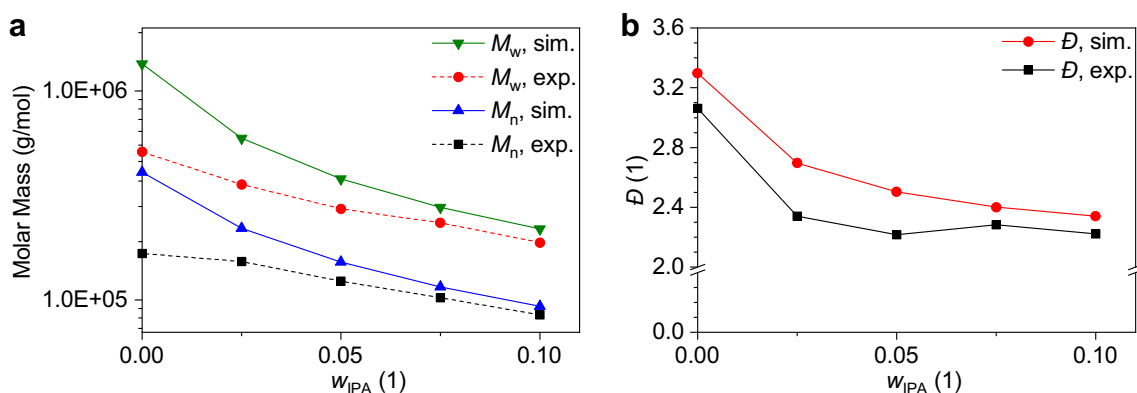 a
Molar Mass (g/mol)
1.0E+06
1.0E+05
0.00
0.05
0.10
w_IPA (1)
M_w, sim.
M_w, exp.
M_n, sim.
M_n, exp.
b
Đ (1)
3.6
3.2
2.8
2.4
2.0
0.0
0.00
0.05
0.10
w_IPA (1)
Đ, sim.
Đ, exp.